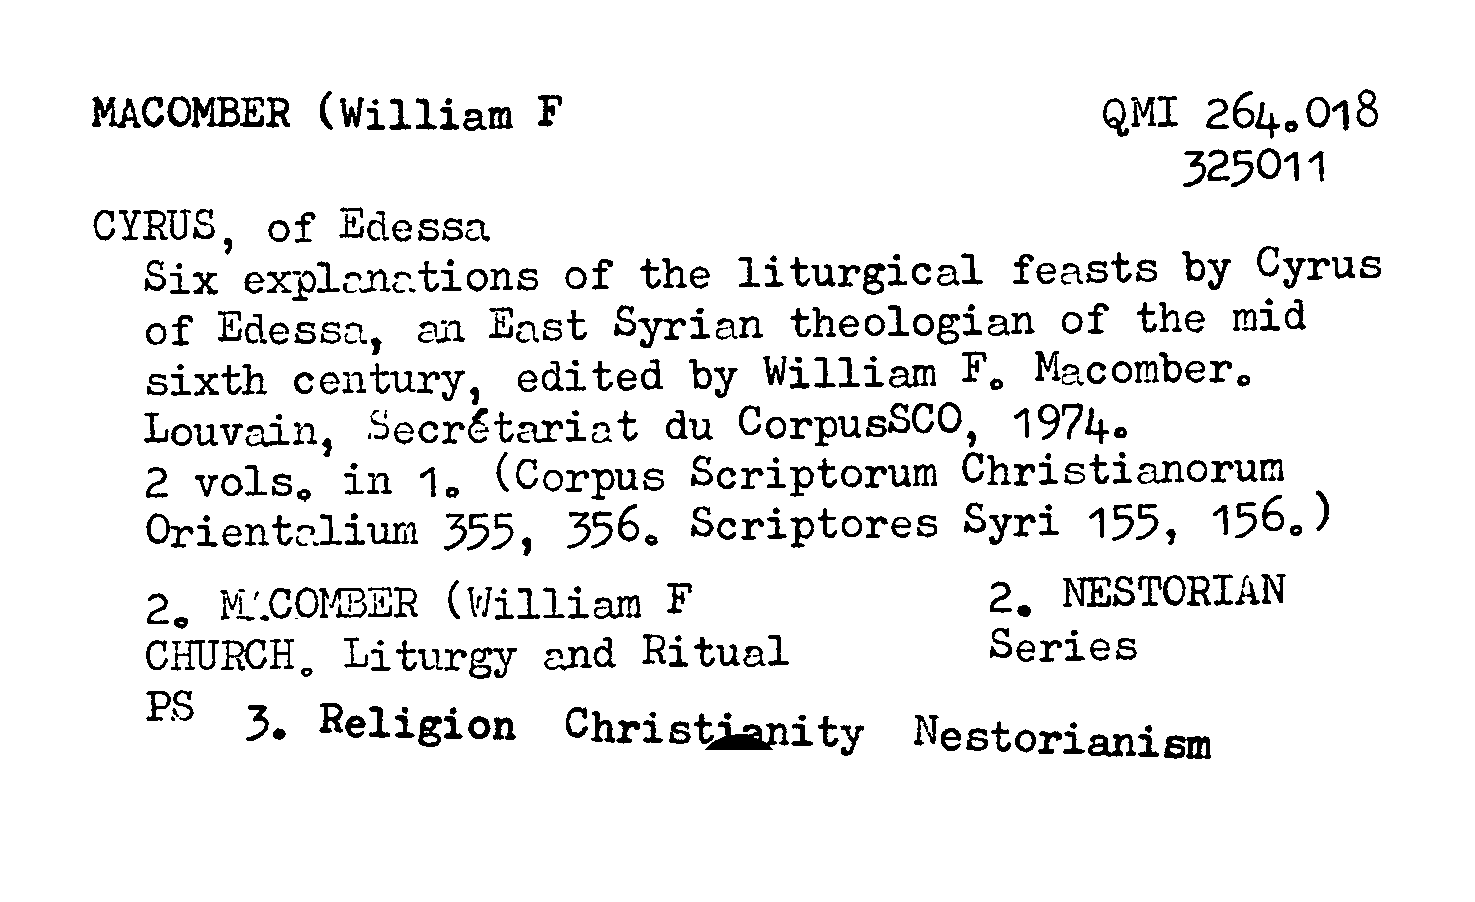 MACOMBER (William F QMI 264.018
325011
CYRUS, of Edessa
Six explanations of the liturgical feasts by Cyrus
of Edessa, an East Syrian theologian of the mid
sixth century, edited by William F. Macomber.
Louvain, Secrétariat du CorpusSCO, 1974.
2 vols. in 1. (Corpus Scriptorum Christianorum
Orientalium 355, 356. Scriptores Syri 155, 156.)
2. MACOMBER (William F 2. NESTORIAN
CHURCH. Liturgy and Ritual Series
PS 3. Religion Christianity Nestorianism